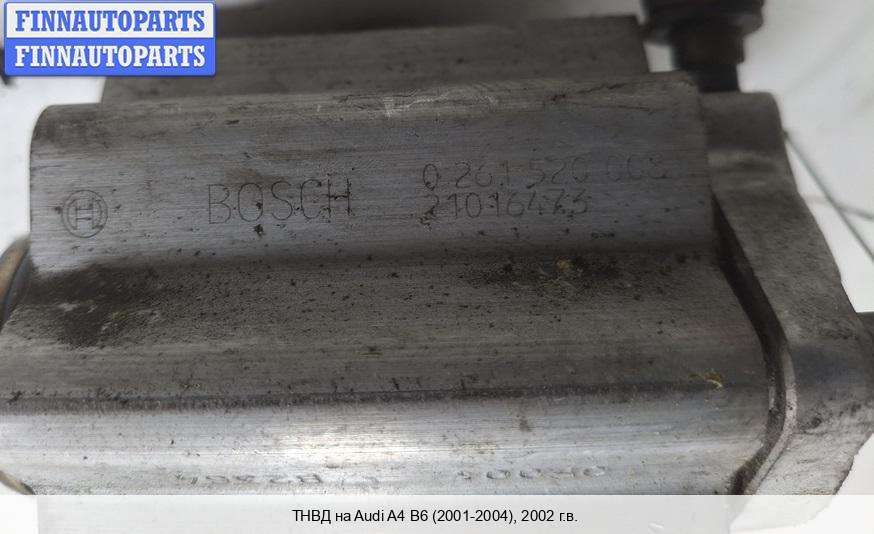 FINNAUTOPARTS
FINNAUTOPARTS
BOSCH
0 261 520 008
21016473
ТНВД на Audi A4 B6 (2001-2004), 2002 г.в.